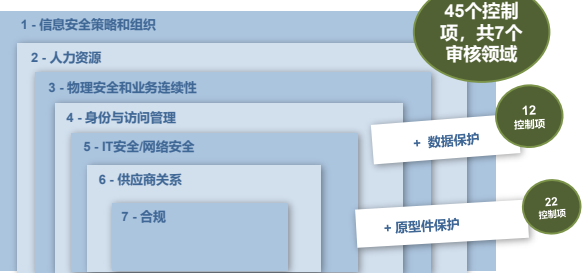 45个控制
项，共7个
审核领域
1 - 信息安全策略和组织
2 - 人力资源
3 - 物理安全和业务连续性
4 - 身份与访问管理
5 - IT安全/网络安全
6 - 供应商关系
7 - 合规
12
控制项
+ 数据保护
22
控制项
+ 原型件保护